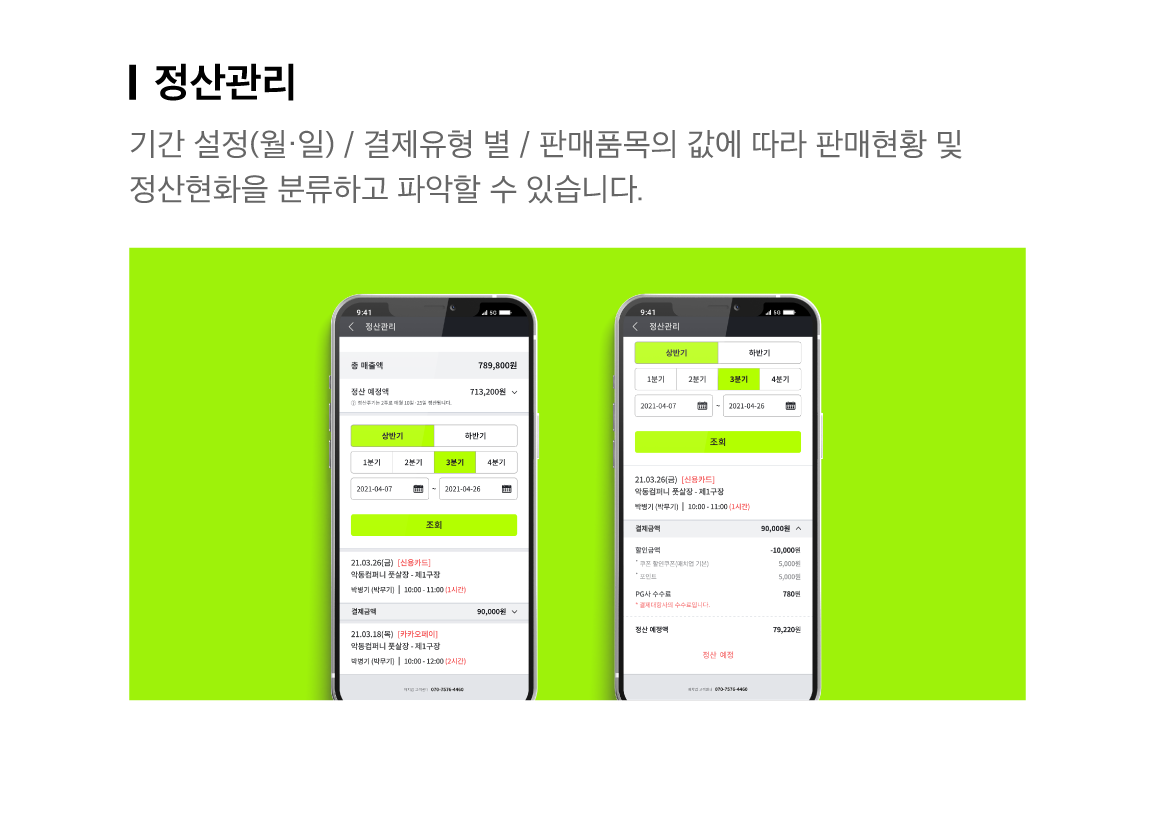 정산관리
기간 설정(월·일) / 결제유형 별 / 판매품목의 값에 따라 판매현황 및
정산현화을 분류하고 파악할 수 있습니다.
9:41
5G
정산관리
총 매출액 789,800원
정산 예정액 713,200원
상반기 하반기
1분기 2분기 3분기 4분기
2021-04-07 ~ 2021-04-26
조회
21.03.26(금) [신용카드]
악동컴퍼니 풋살장 - 제1구장
박병기 (박무기) | 10:00 - 11:00 (1시간)
결제금액 90,000원
21.03.18(목) [카카오페이]
악동컴퍼니 풋살장 - 제1구장
박병기 (박무기) | 10:00 - 12:00 (2시간)
070-7576-4460
9:41
5G
정산관리
상반기 하반기
1분기 2분기 3분기 4분기
2021-04-07 ~ 2021-04-26
조회
21.03.26(금) [신용카드]
악동컴퍼니 풋살장 - 제1구장
박병기 (박무기) | 10:00 - 11:00 (1시간)
결제금액 90,000원
할인금액 -10,000원
* 쿠폰 할인쿠폰(매치업 기본) 5,000원
* 포인트 5,000원
PG사 수수료 780원
* 결제대행사의 수수료입니다.
정산 예정액 79,220원
정산 예정
070-7576-4460